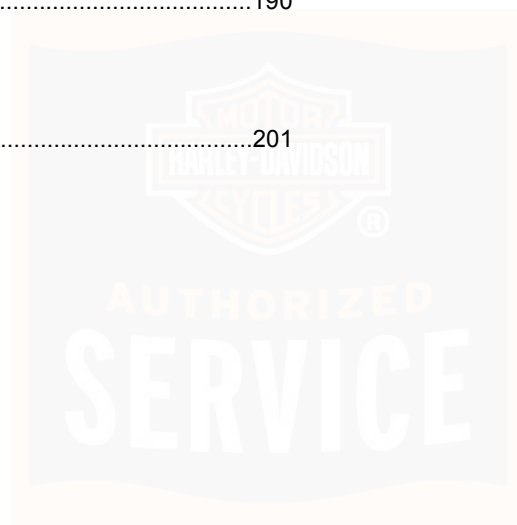 ......................................190
......................................201
MOTOR
HARLEY-DAVIDSON
CYCLES
®
AUTHORIZED
SERVICE